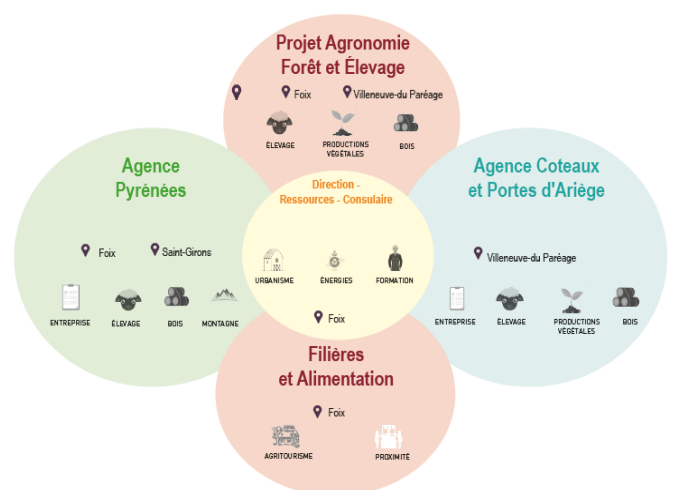 Projet Agronomie
Forêt et Élevage
Foix
Villeneuve-du Paréage
ÉLEVAGE
PRODUCTIONS
VÉGÉTALES
BOIS
Agence
Pyrénées
Foix
Saint-Girons
ENTREPRISE
ÉLEVAGE
BOIS
MONTAGNE
Direction -
Ressources - Consulaire
URBANISME
ÉNERGIES
FORMATION
Foix
Agence Coteaux
et Portes d'Ariège
Villeneuve-du Paréage
ENTREPRISE
ÉLEVAGE
PRODUCTIONS
VÉGÉTALES
BOIS
Filières
et Alimentation
Foix
AGRITOURISME
PROXIMITÉ